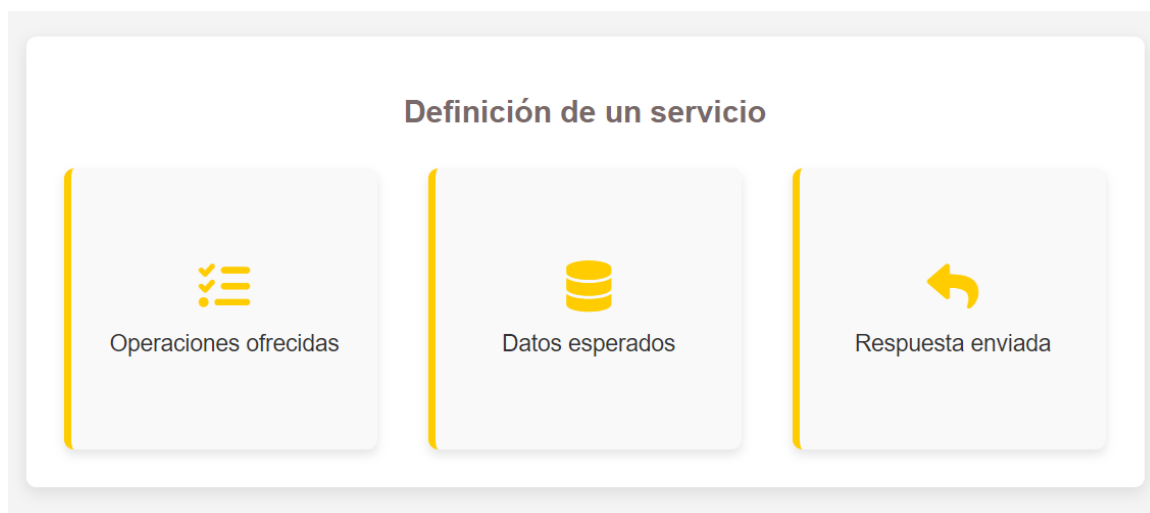 Definición de un servicio
Operaciones ofrecidas
Datos esperados
Respuesta enviada